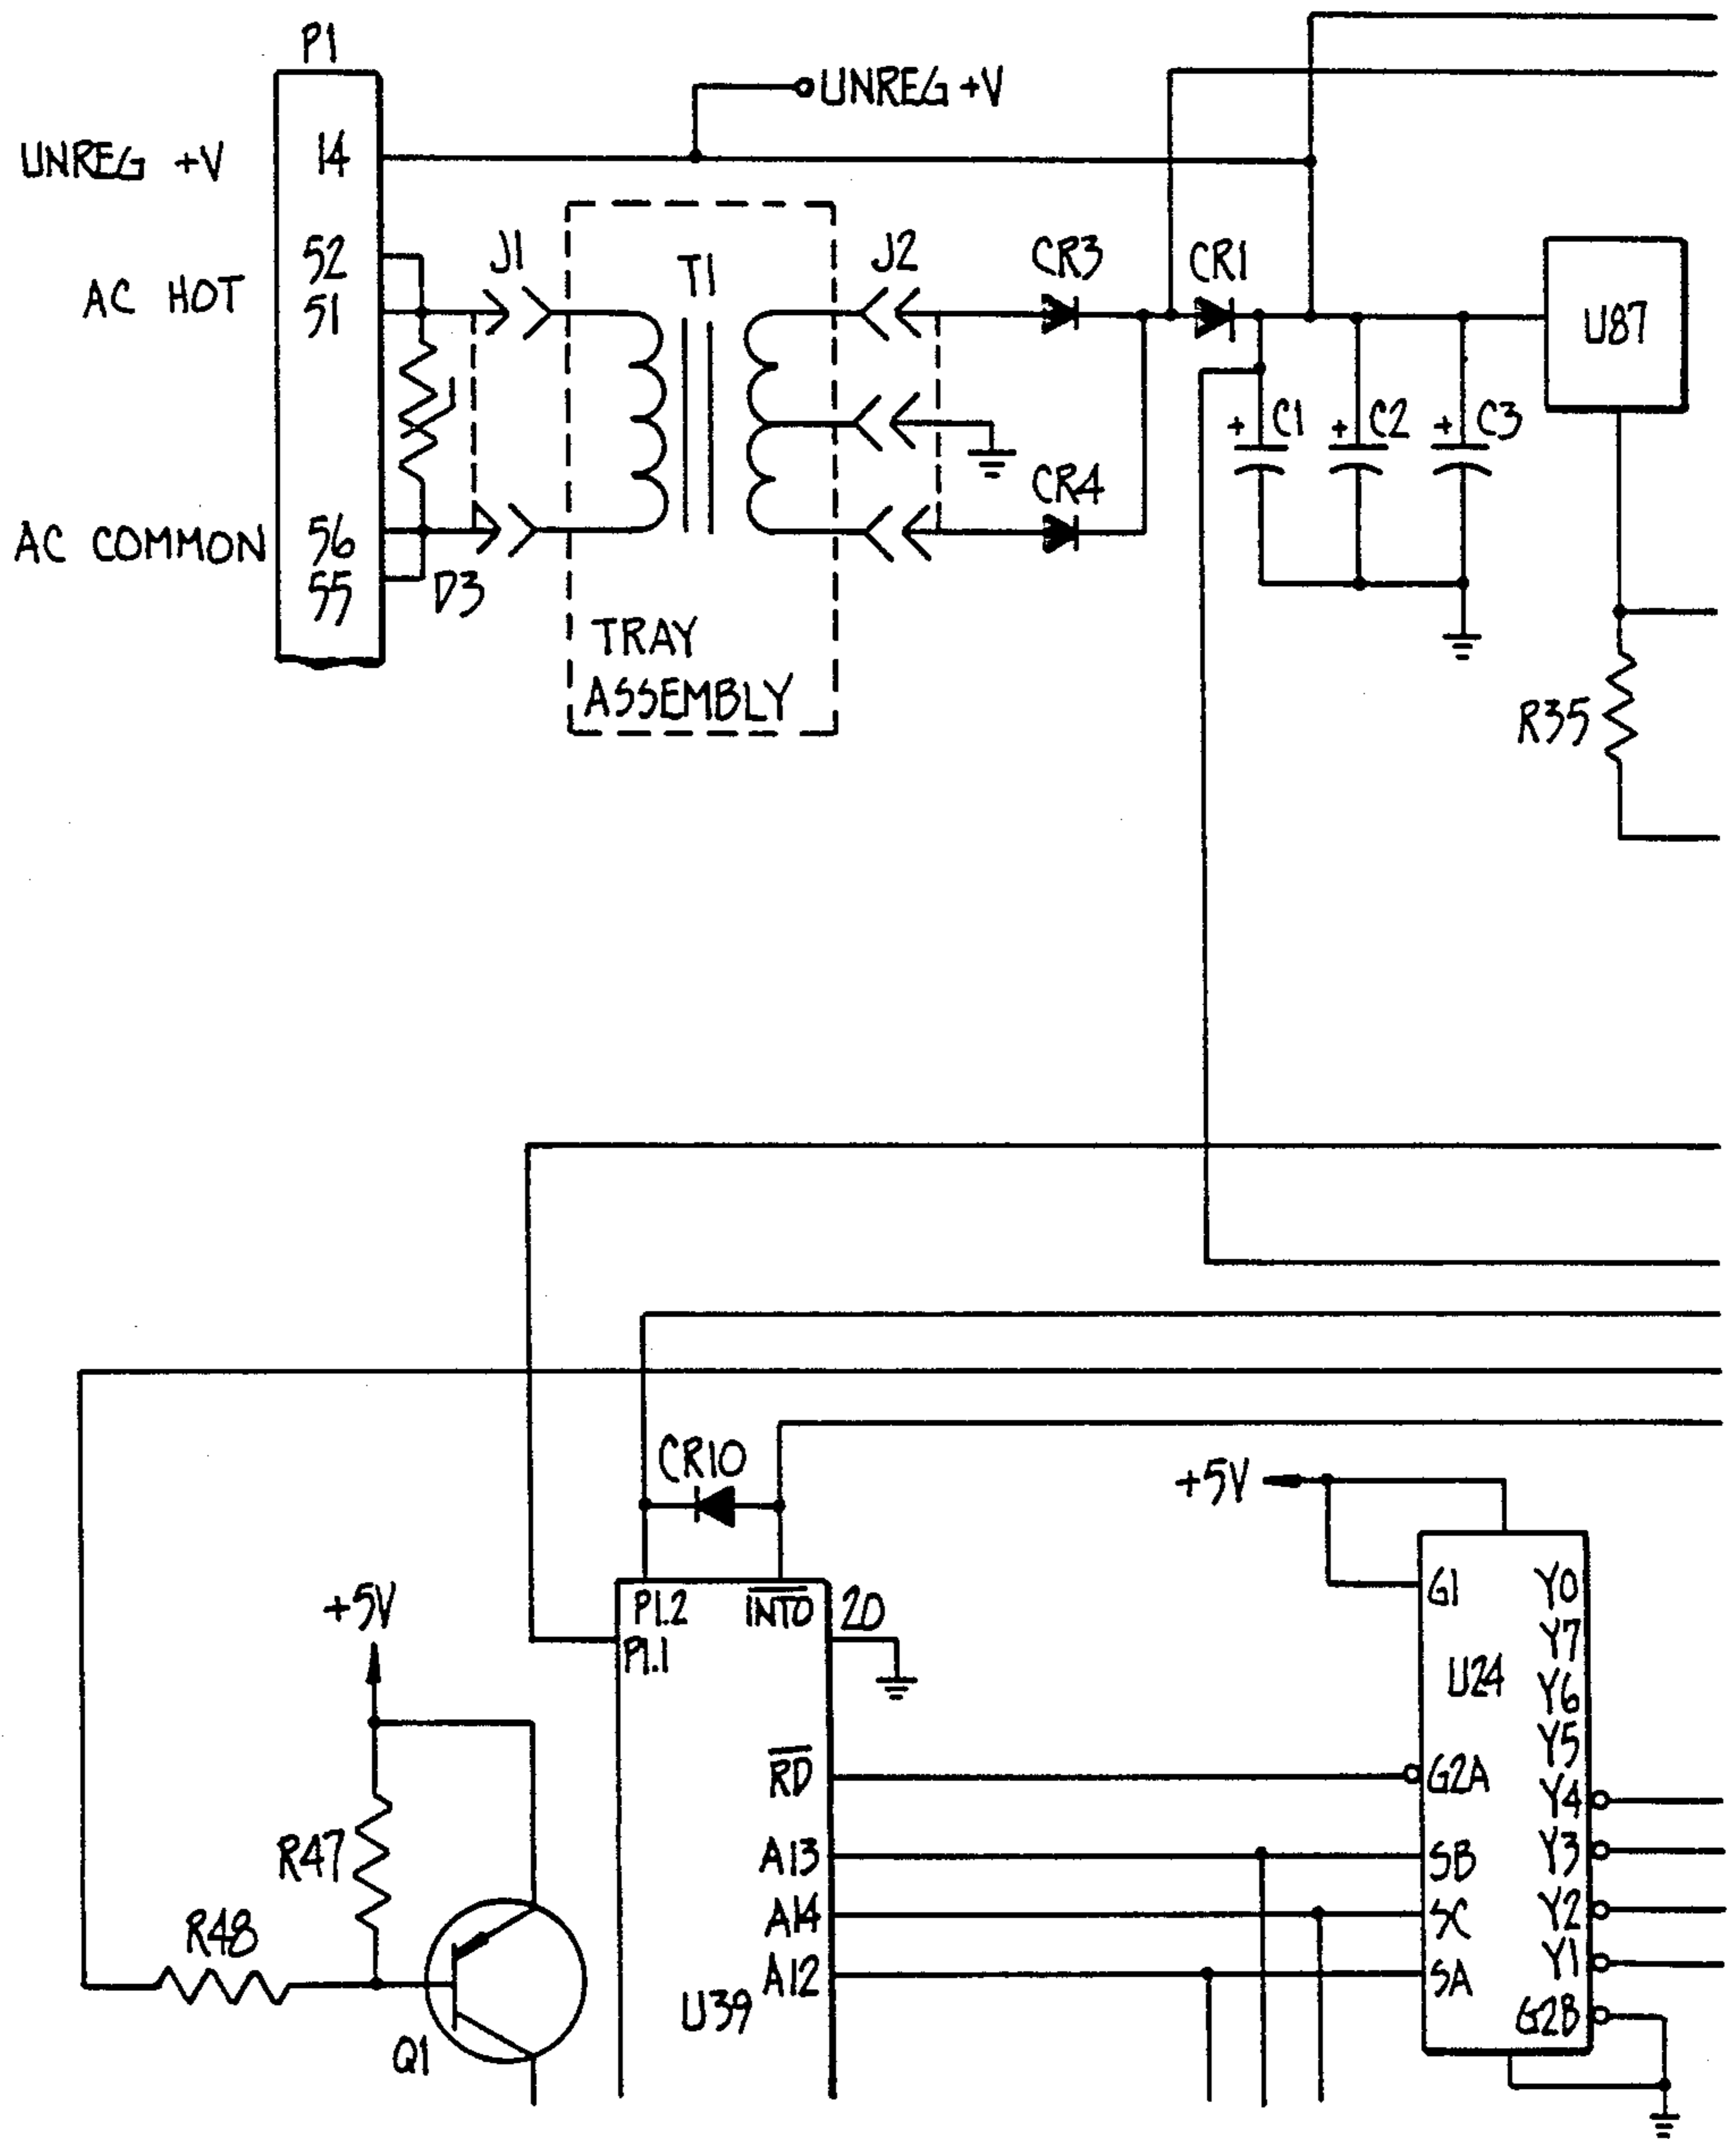 P1
UNREG +V
UNREG +V
14
52
AC HOT
51
J1
T1
J2
CR3
CR1
U87
+ C1
+ C2
+ C3
CR4
AC COMMON
56
55
D3
TRAY
ASSEMBLY
R35
CR10
+5V
+5V
P1.2
INT0
20
P1.1
G1
Y0
Y7
U24
Y6
Y5
RD
G2A
Y4
R47
A13
SB
Y3
R48
A14
SC
Y2
A12
SA
Y1
U39
G2B
Q1